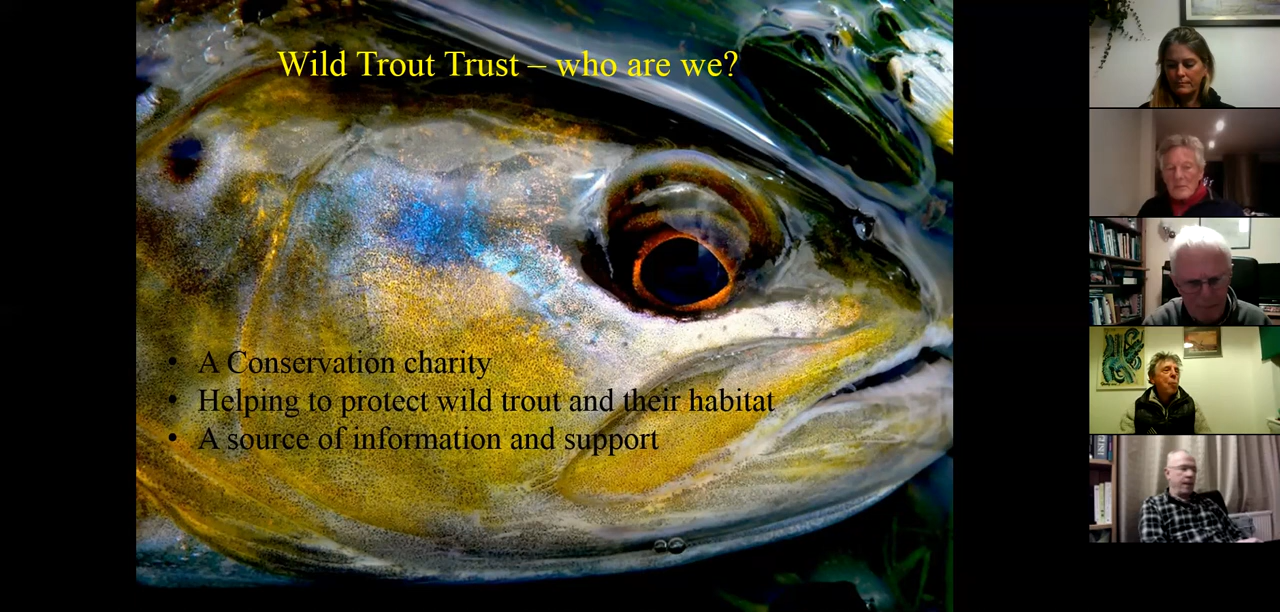 Wild Trout Trust – who are we?
• A Conservation charity
• Helping to protect wild trout and their habitat
• A source of information and support